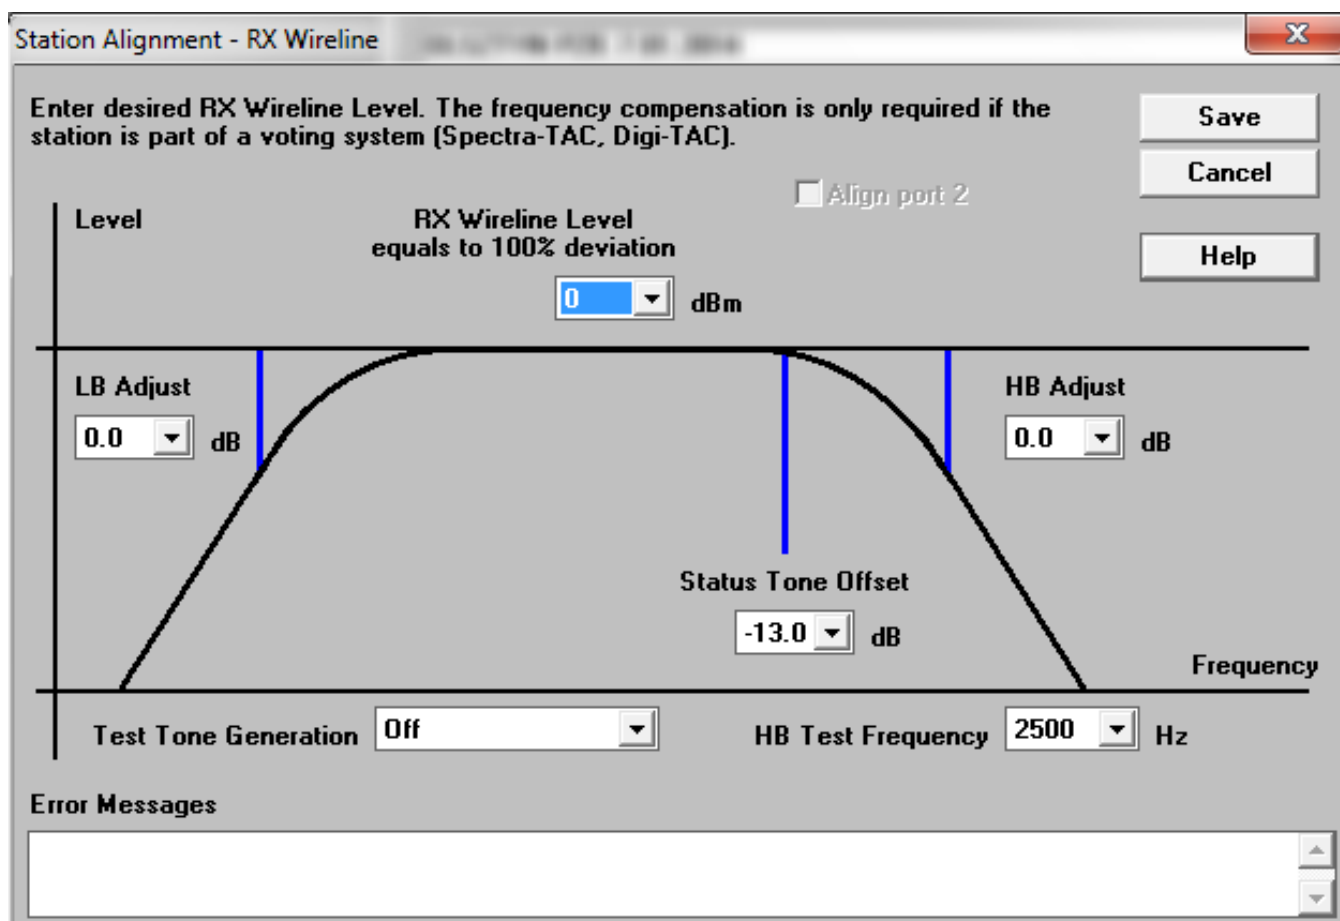 Station Alignment - RX Wireline
Enter desired RX Wireline Level. The frequency compensation is only required if the
station is part of a voting system (Spectra-TAC, Digi-TAC).
Save
Cancel
Help
Align port 2
Level
RX Wireline Level
equals to 100% deviation
0 dBm
LB Adjust
0.0 dB
HB Adjust
0.0 dB
Status Tone Offset
-13.0 dB
Frequency
Test Tone Generation Off
HB Test Frequency 2500 Hz
Error Messages